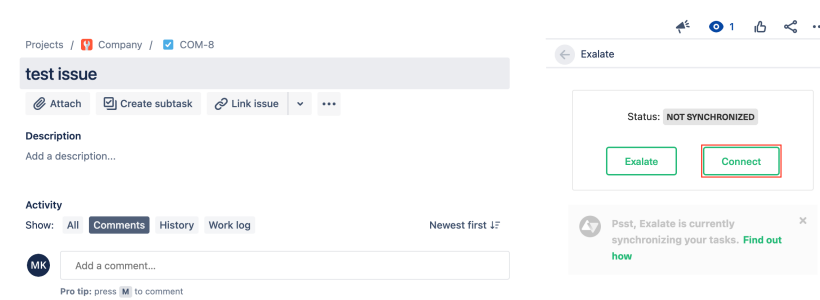 1
Projects / Company / COM-8
Exalate
test issue
Attach Create subtask Link issue
Status: NOT SYNCHRONIZED
Description
Add a description...
Exalate Connect
Activity
Show: All Comments History Work log Newest first
Psst, Exalate is currently
synchronizing your tasks. Find out
how
MK Add a comment...
Pro tip: press M to comment